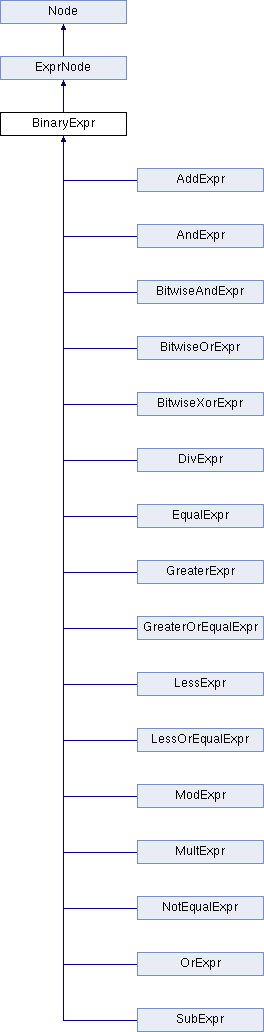 Node
ExprNode
BinaryExpr
AddExpr
AndExpr
BitwiseAndExpr
BitwiseOrExpr
BitwiseXorExpr
DivExpr
EqualExpr
GreaterExpr
GreaterOrEqualExpr
LessExpr
LessOrEqualExpr
ModExpr
MultExpr
NotEqualExpr
OrExpr
SubExpr